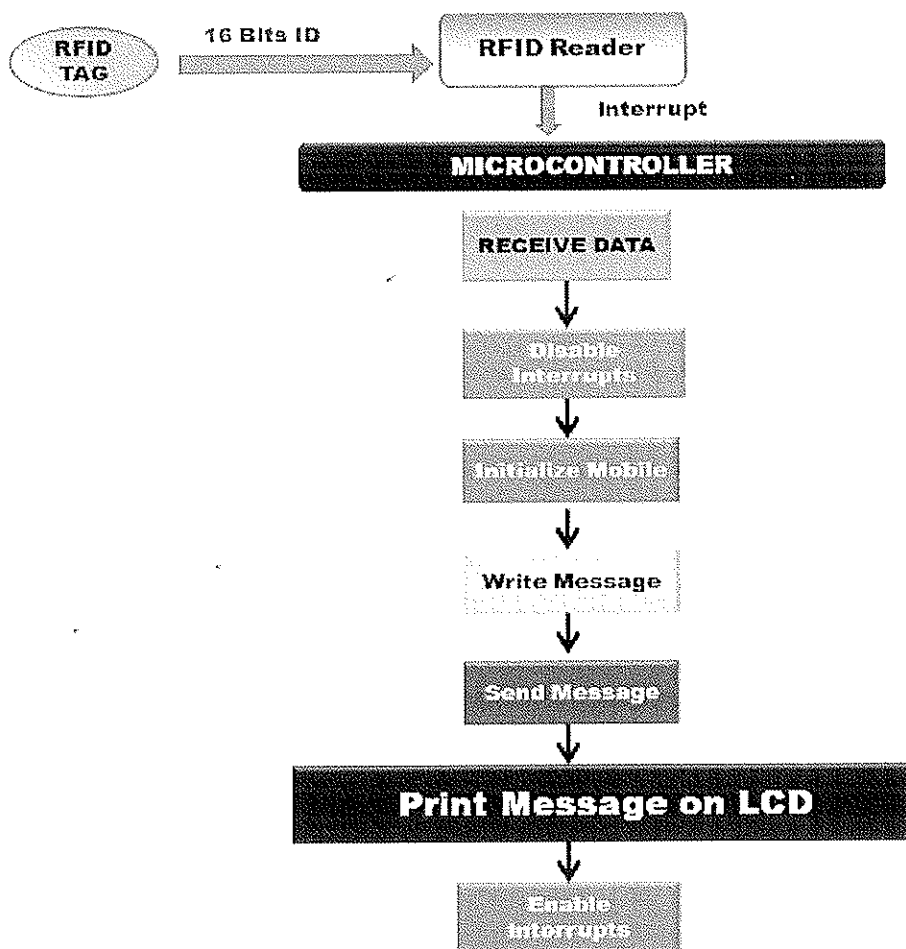 16 Bits ID
RFID
TAG
RFID Reader
Interrupt
MICROCONTROLLER
RECEIVE DATA
Disable
Interrupts
Initialize Mobile
Write Message
Send Message
Print Message on LCD
Enable
Interrupts